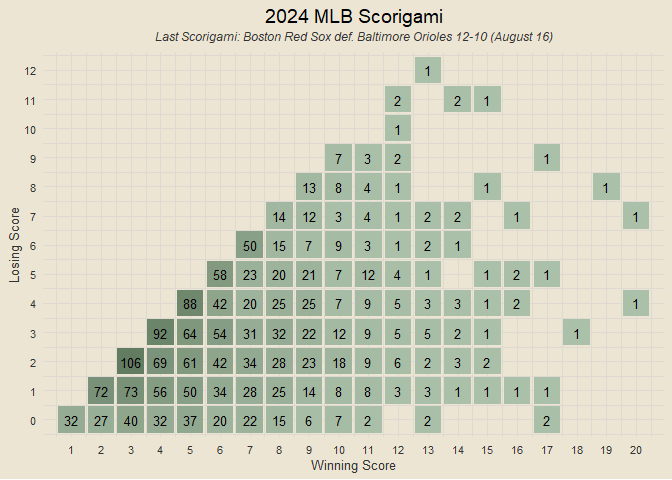 2024 MLB Scorigami
Last Scorigami: Boston Red Sox def. Baltimore Orioles 12-10 (August 16)
12 1
11 2 2 1
10 1
9 7 3 2 1
8 13 8 4 1 1 1
7 14 12 3 4 1 2 2 1 1
6 50 15 7 9 3 1 2 1
Losing Score
5 58 23 20 21 7 12 4 1 1 2 1
4 88 42 20 25 25 7 9 5 3 3 1 2 1
3 92 64 54 31 32 22 12 9 5 5 2 1 1
2 106 69 61 42 34 28 23 18 9 6 2 3 2
1 72 73 56 50 34 28 25 14 8 8 3 3 1 1 1 1
0 32 27 40 32 37 20 22 15 6 7 2 2 2
1 2 3 4 5 6 7 8 9 10 11 12 13 14 15 16 17 18 19 20
Winning Score